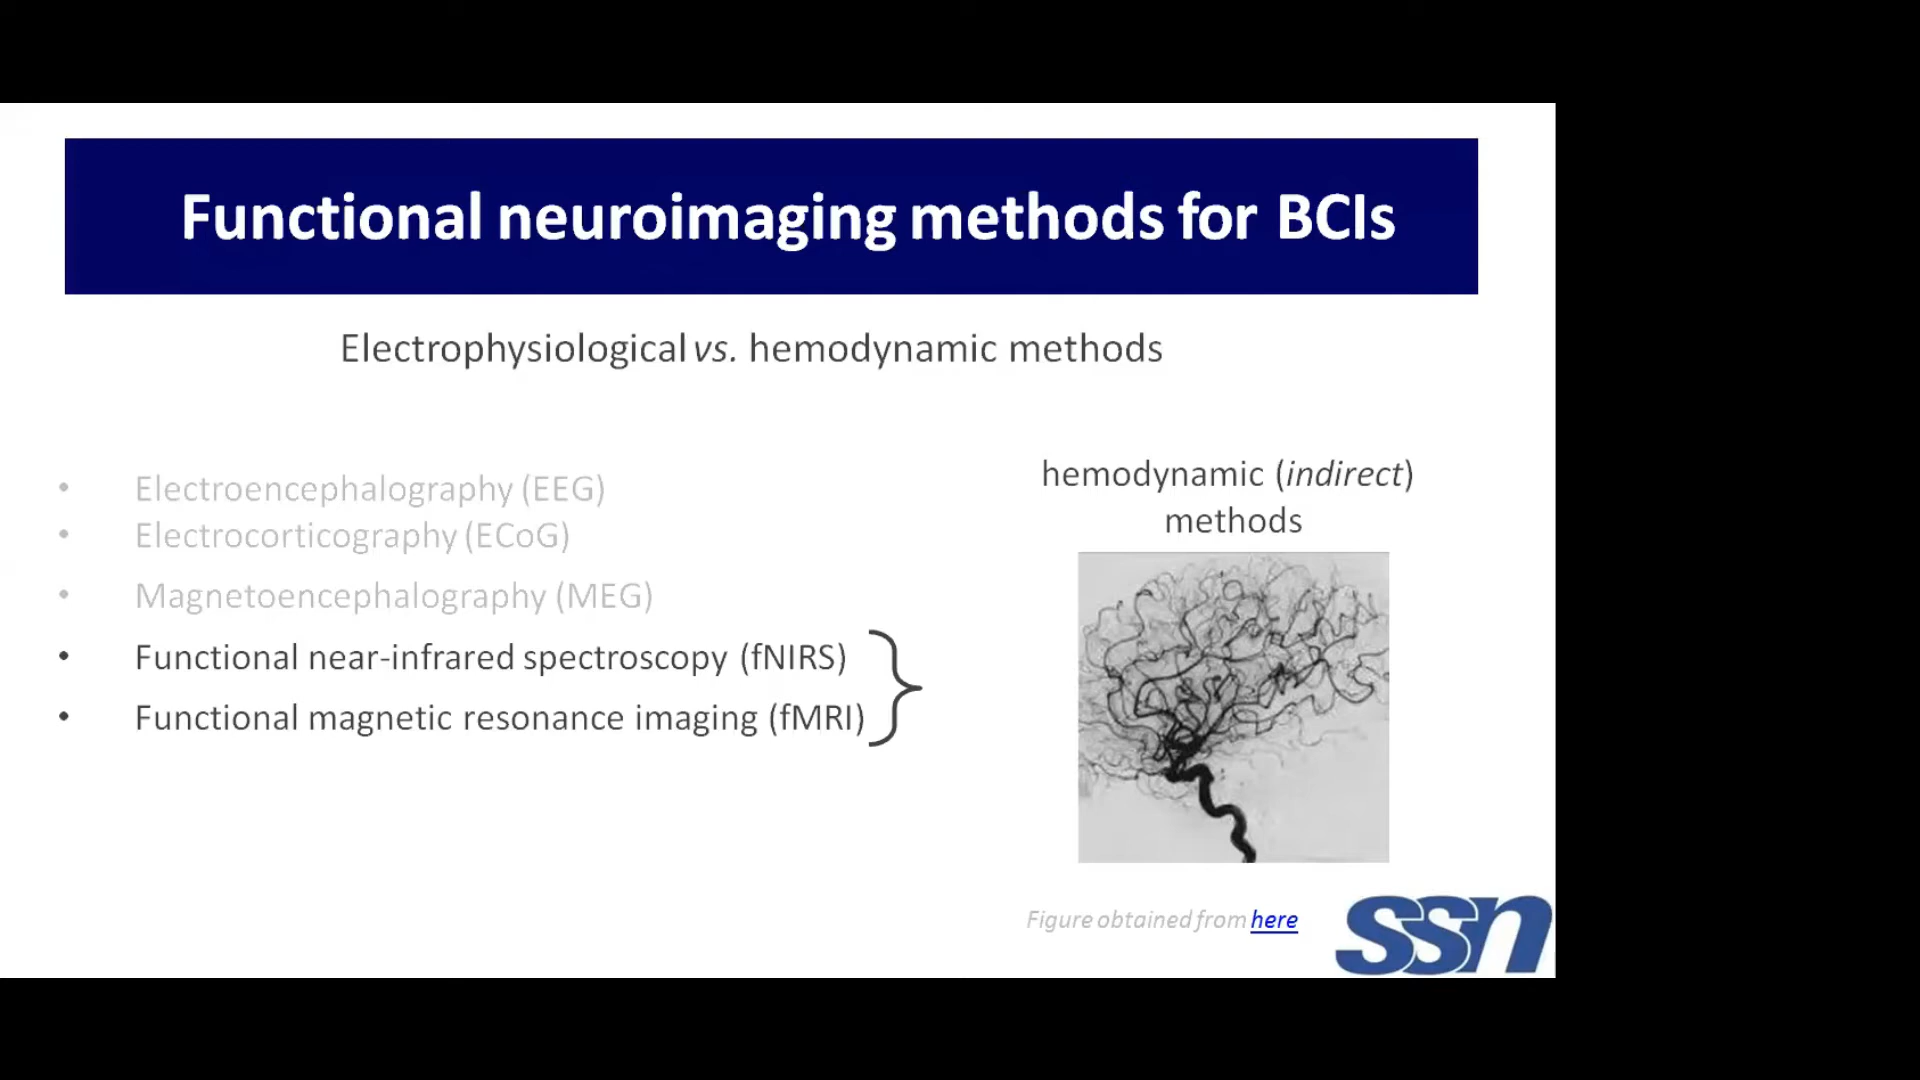 Functional neuroimaging methods for BCIs
Electrophysiological vs. hemodynamic methods
• Electroencephalography (EEG)
• Electrocorticography (ECoG)
• Magnetoencephalography (MEG)
• Functional near-infrared spectroscopy (fNIRS)
• Functional magnetic resonance imaging (fMRI)
hemodynamic (indirect)
methods
Figure obtained from here
ssn